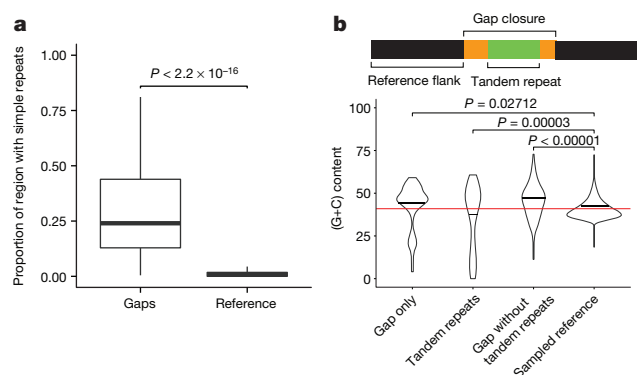 a
Proportion of region with simple repeats
1.00
0.75
0.50
0.25
0.00
P < 2.2 × 10⁻¹⁶
Gaps
Reference
b
Gap closure
Reference flank
Tandem repeat
(G+C) content
100
75
50
25
0
P = 0.02712
P = 0.00003
P < 0.00001
Gap only
Tandem repeats
Gap without
tandem repeats
Sampled reference